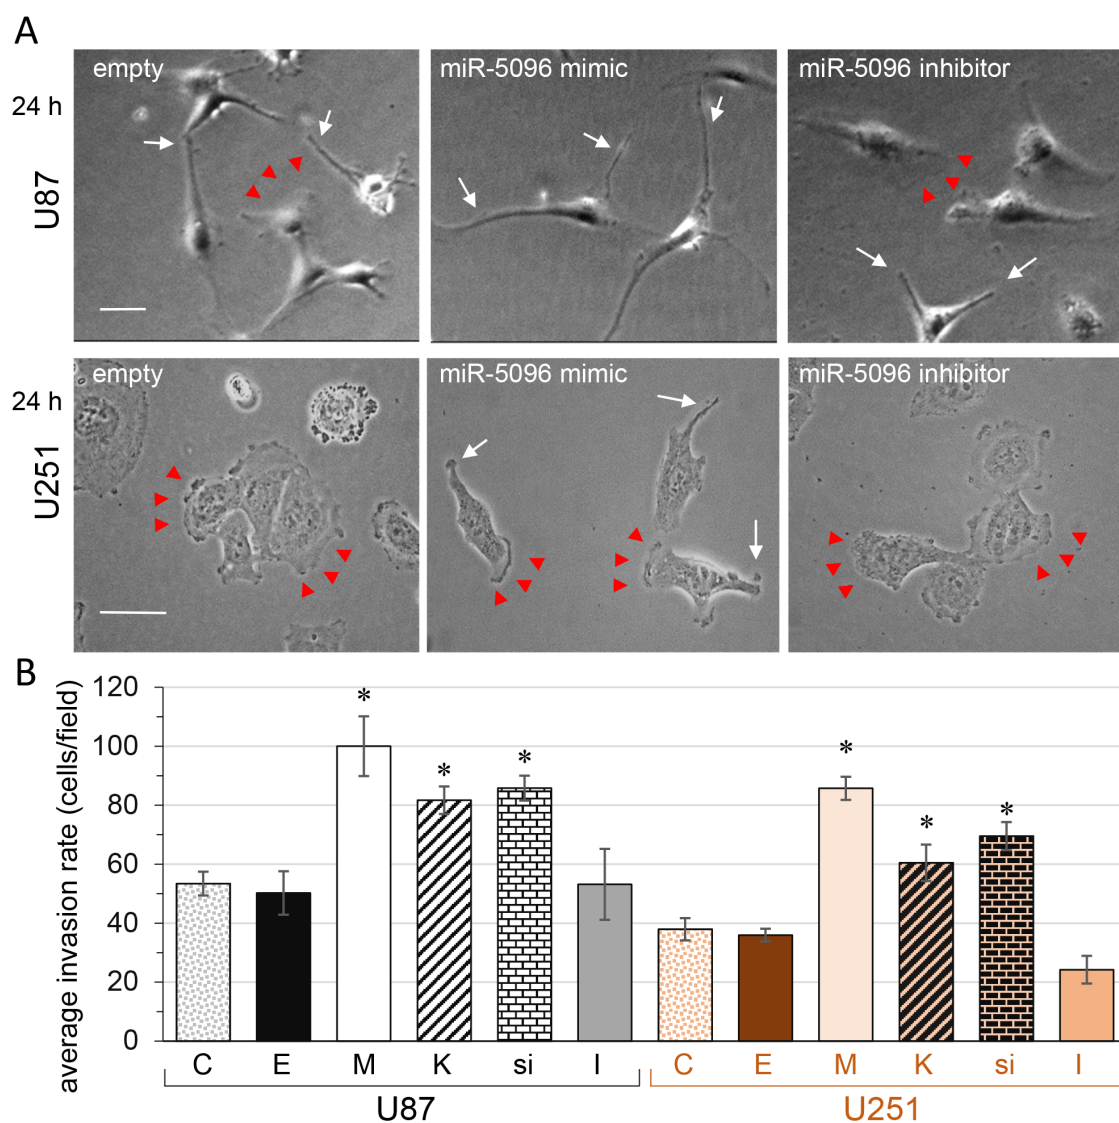 A
24 h
U87
empty
miR-5096 mimic
miR-5096 inhibitor
24 h
U251
empty
miR-5096 mimic
miR-5096 inhibitor
B
average invasion rate (cells/field)
120
100
80
60
40
20
0
* * * * * *
C E M K si I C E M K si I
U87 U251